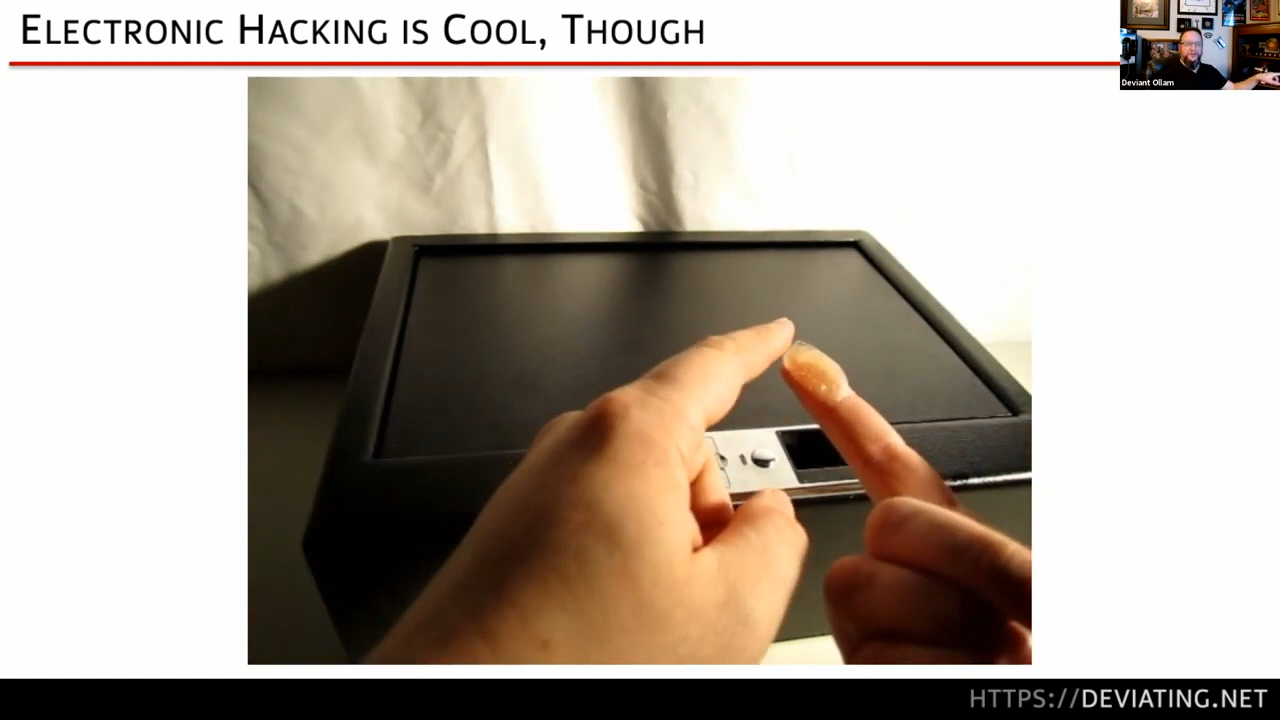 Electronic Hacking is Cool, Though
Deviant Ollam
HTTPS://DEVIATING.NET